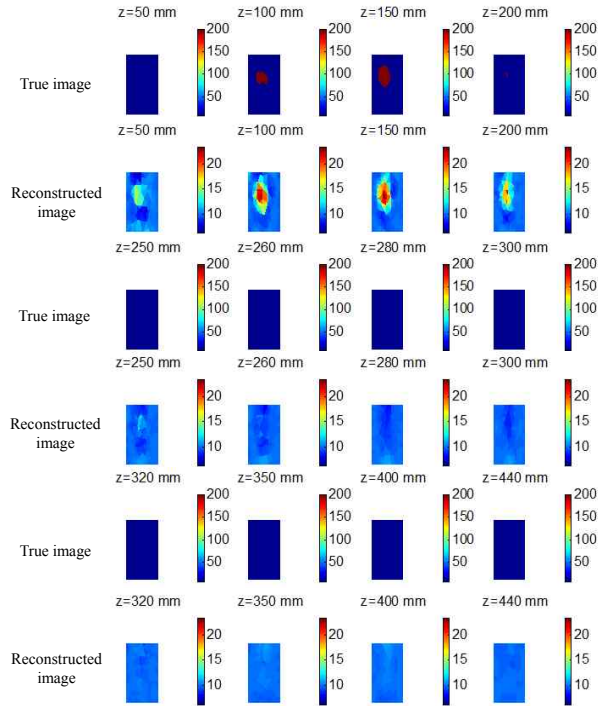 z=50 mm z=100 mm z=150 mm z=200 mm
True image
200 150 100 50 200 150 100 50 200 150 100 50 200 150 100 50
z=50 mm z=100 mm z=150 mm z=200 mm
Reconstructed
image
20 15 10 20 15 10 20 15 10 20 15 10
z=250 mm z=260 mm z=280 mm z=300 mm
True image
200 150 100 50 200 150 100 50 200 150 100 50 200 150 100 50
z=250 mm z=260 mm z=280 mm z=300 mm
Reconstructed
image
20 15 10 20 15 10 20 15 10 20 15 10
z=320 mm z=350 mm z=400 mm z=440 mm
True image
200 150 100 50 200 150 100 50 200 150 100 50 200 150 100 50
z=320 mm z=350 mm z=400 mm z=440 mm
Reconstructed
image
20 15 10 20 15 10 20 15 10 20 15 10